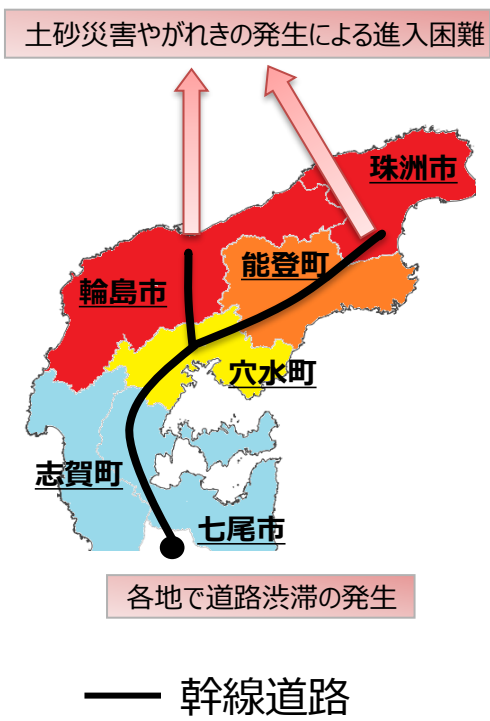 土砂災害やがれきの発生による進入困難
珠洲市
能登町
輪島市
穴水町
志賀町
七尾市
各地で道路渋滞の発生
幹線道路